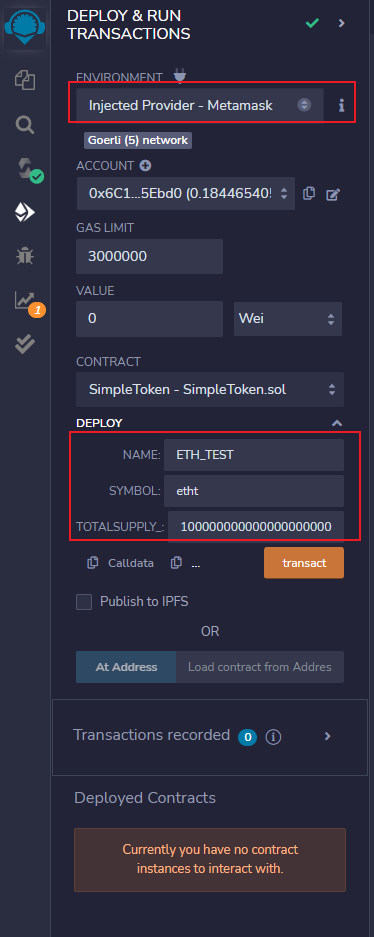 DEPLOY & RUN
TRANSACTIONS
ENVIRONMENT
Injected Provider - Metamask
Goerli (5) network
ACCOUNT
0x6C1...5Ebd0 (0.184465405
GAS LIMIT
3000000
VALUE
0
Wei
CONTRACT
SimpleToken - SimpleToken.sol
DEPLOY
NAME:
ETH_TEST
SYMBOL:
etht
TOTALSUPPLY_:
100000000000000000000
Calldata
...
transact
1
Publish to IPFS
OR
At Address
Load contract from Addres
Transactions recorded 0
Deployed Contracts
Currently you have no contract
instances to interact with.